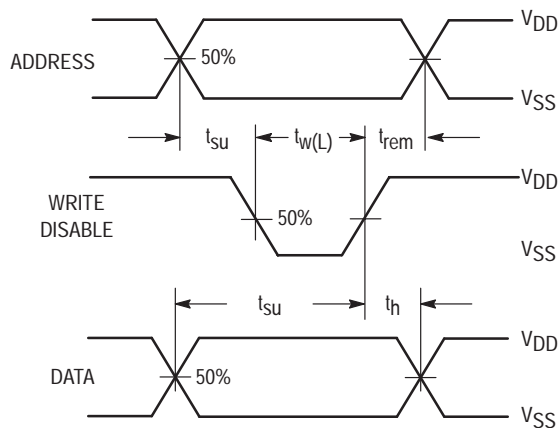 VDD
ADDRESS
50%
VSS
tsu
tw(L)
trem
VDD
WRITE
DISABLE
50%
VSS
tsu
th
VDD
DATA
50%
VSS